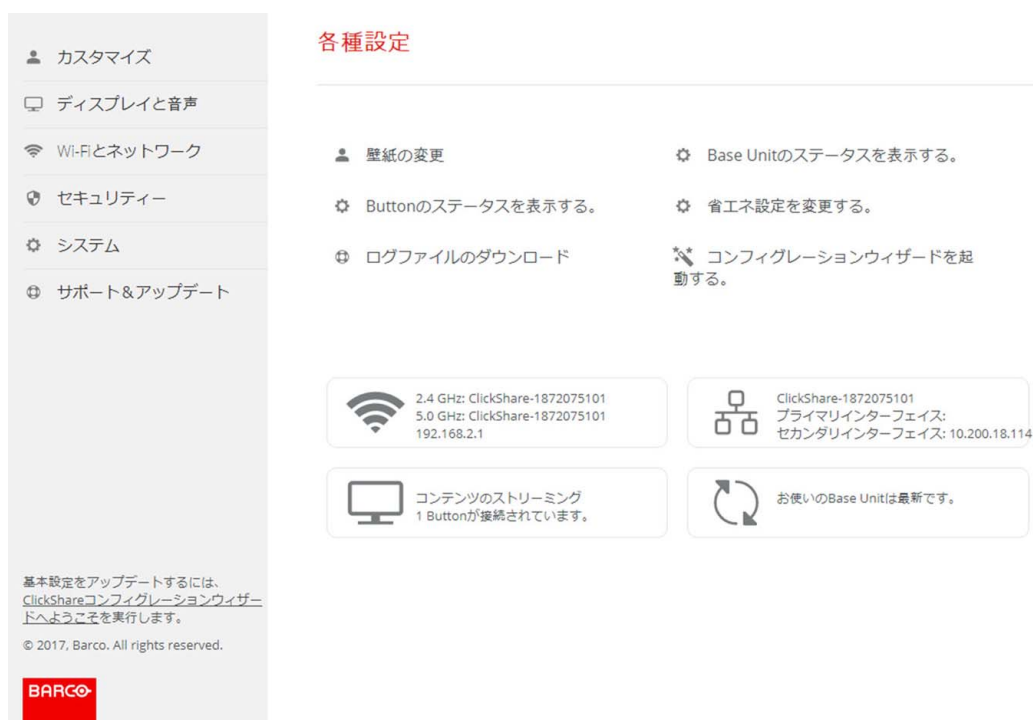 カスタマイズ
ディスプレイと音声
Wi-Fiとネットワーク
セキュリティー
システム
サポート＆アップデート
基本設定をアップデートするには、
ClickShareコンフィグレーションウィザー
ドへようこそを実行します。
© 2017, Barco. All rights reserved.
BARCO
各種設定
壁紙の変更
Base Unitのステータスを表示する。
Buttonのステータスを表示する。
省エネ設定を変更する。
ログファイルのダウンロード
コンフィグレーションウィザードを起
動する。
2.4 GHz: ClickShare-1872075101
5.0 GHz: ClickShare-1872075101
192.168.2.1
ClickShare-1872075101
プライマリインターフェイス:
セカンダリインターフェイス: 10.200.18.114
コンテンツのストリーミング
1 Buttonが接続されています。
お使いのBase Unitは最新です。